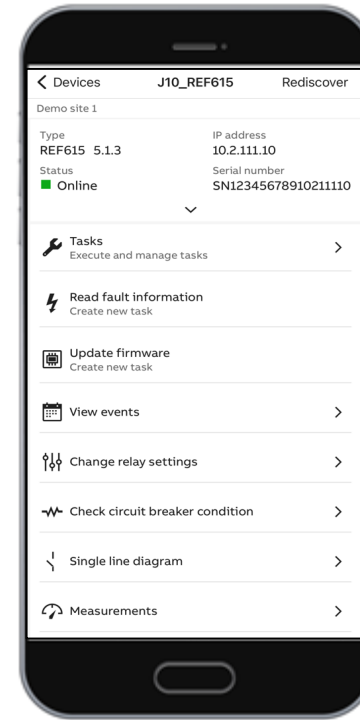 Devices J10_REF615 Rediscover
Demo site 1
Type IP address
REF615 5.1.3 10.2.111.10
Status Serial number
Online SN12345678910211110
Tasks
Execute and manage tasks
Read fault information
Create new task
Update firmware
Create new task
View events
Change relay settings
Check circuit breaker condition
Single line diagram
Measurements